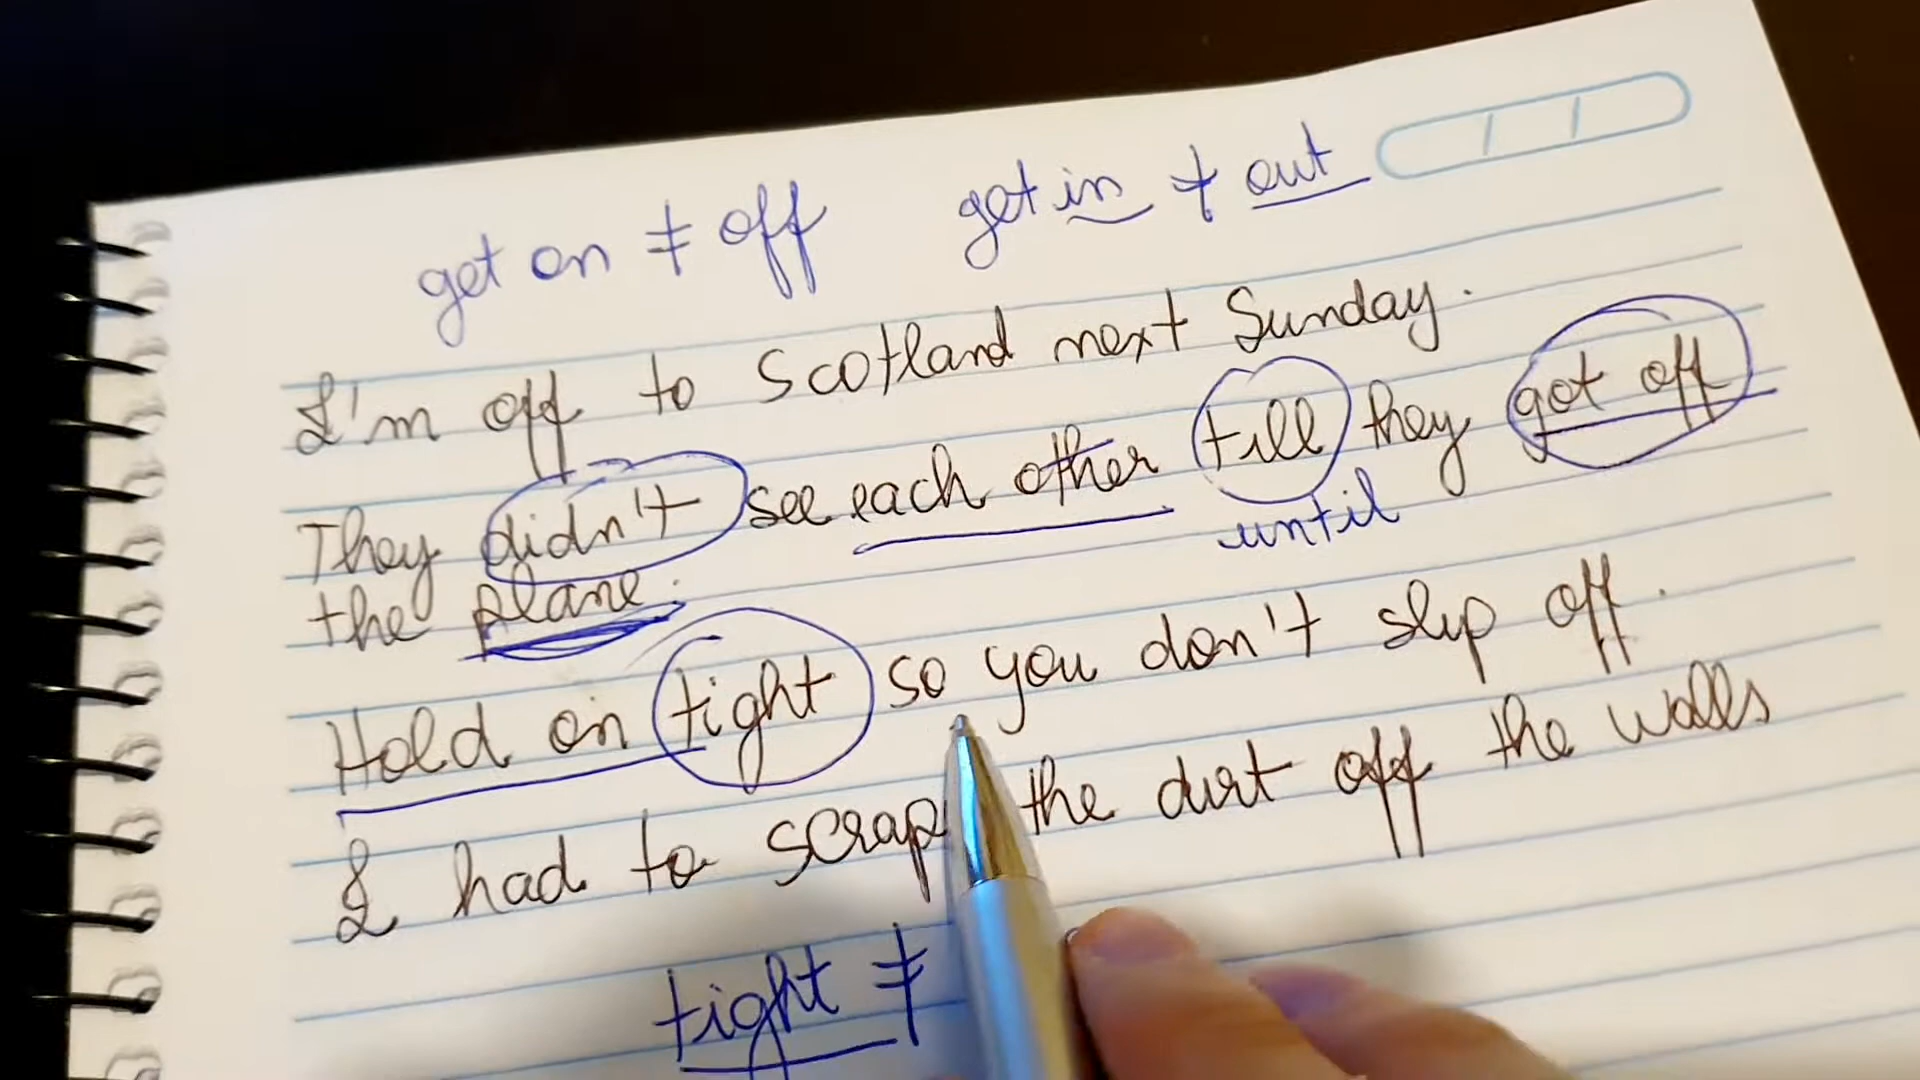 get on ≠ off get in ≠ out
I'm off to Scotland next Sunday.
They didn't see each other till they got off
until
the plane.
Hold on tight so you don't slip off.
I had to scrap the dirt off the walls
tight ≠